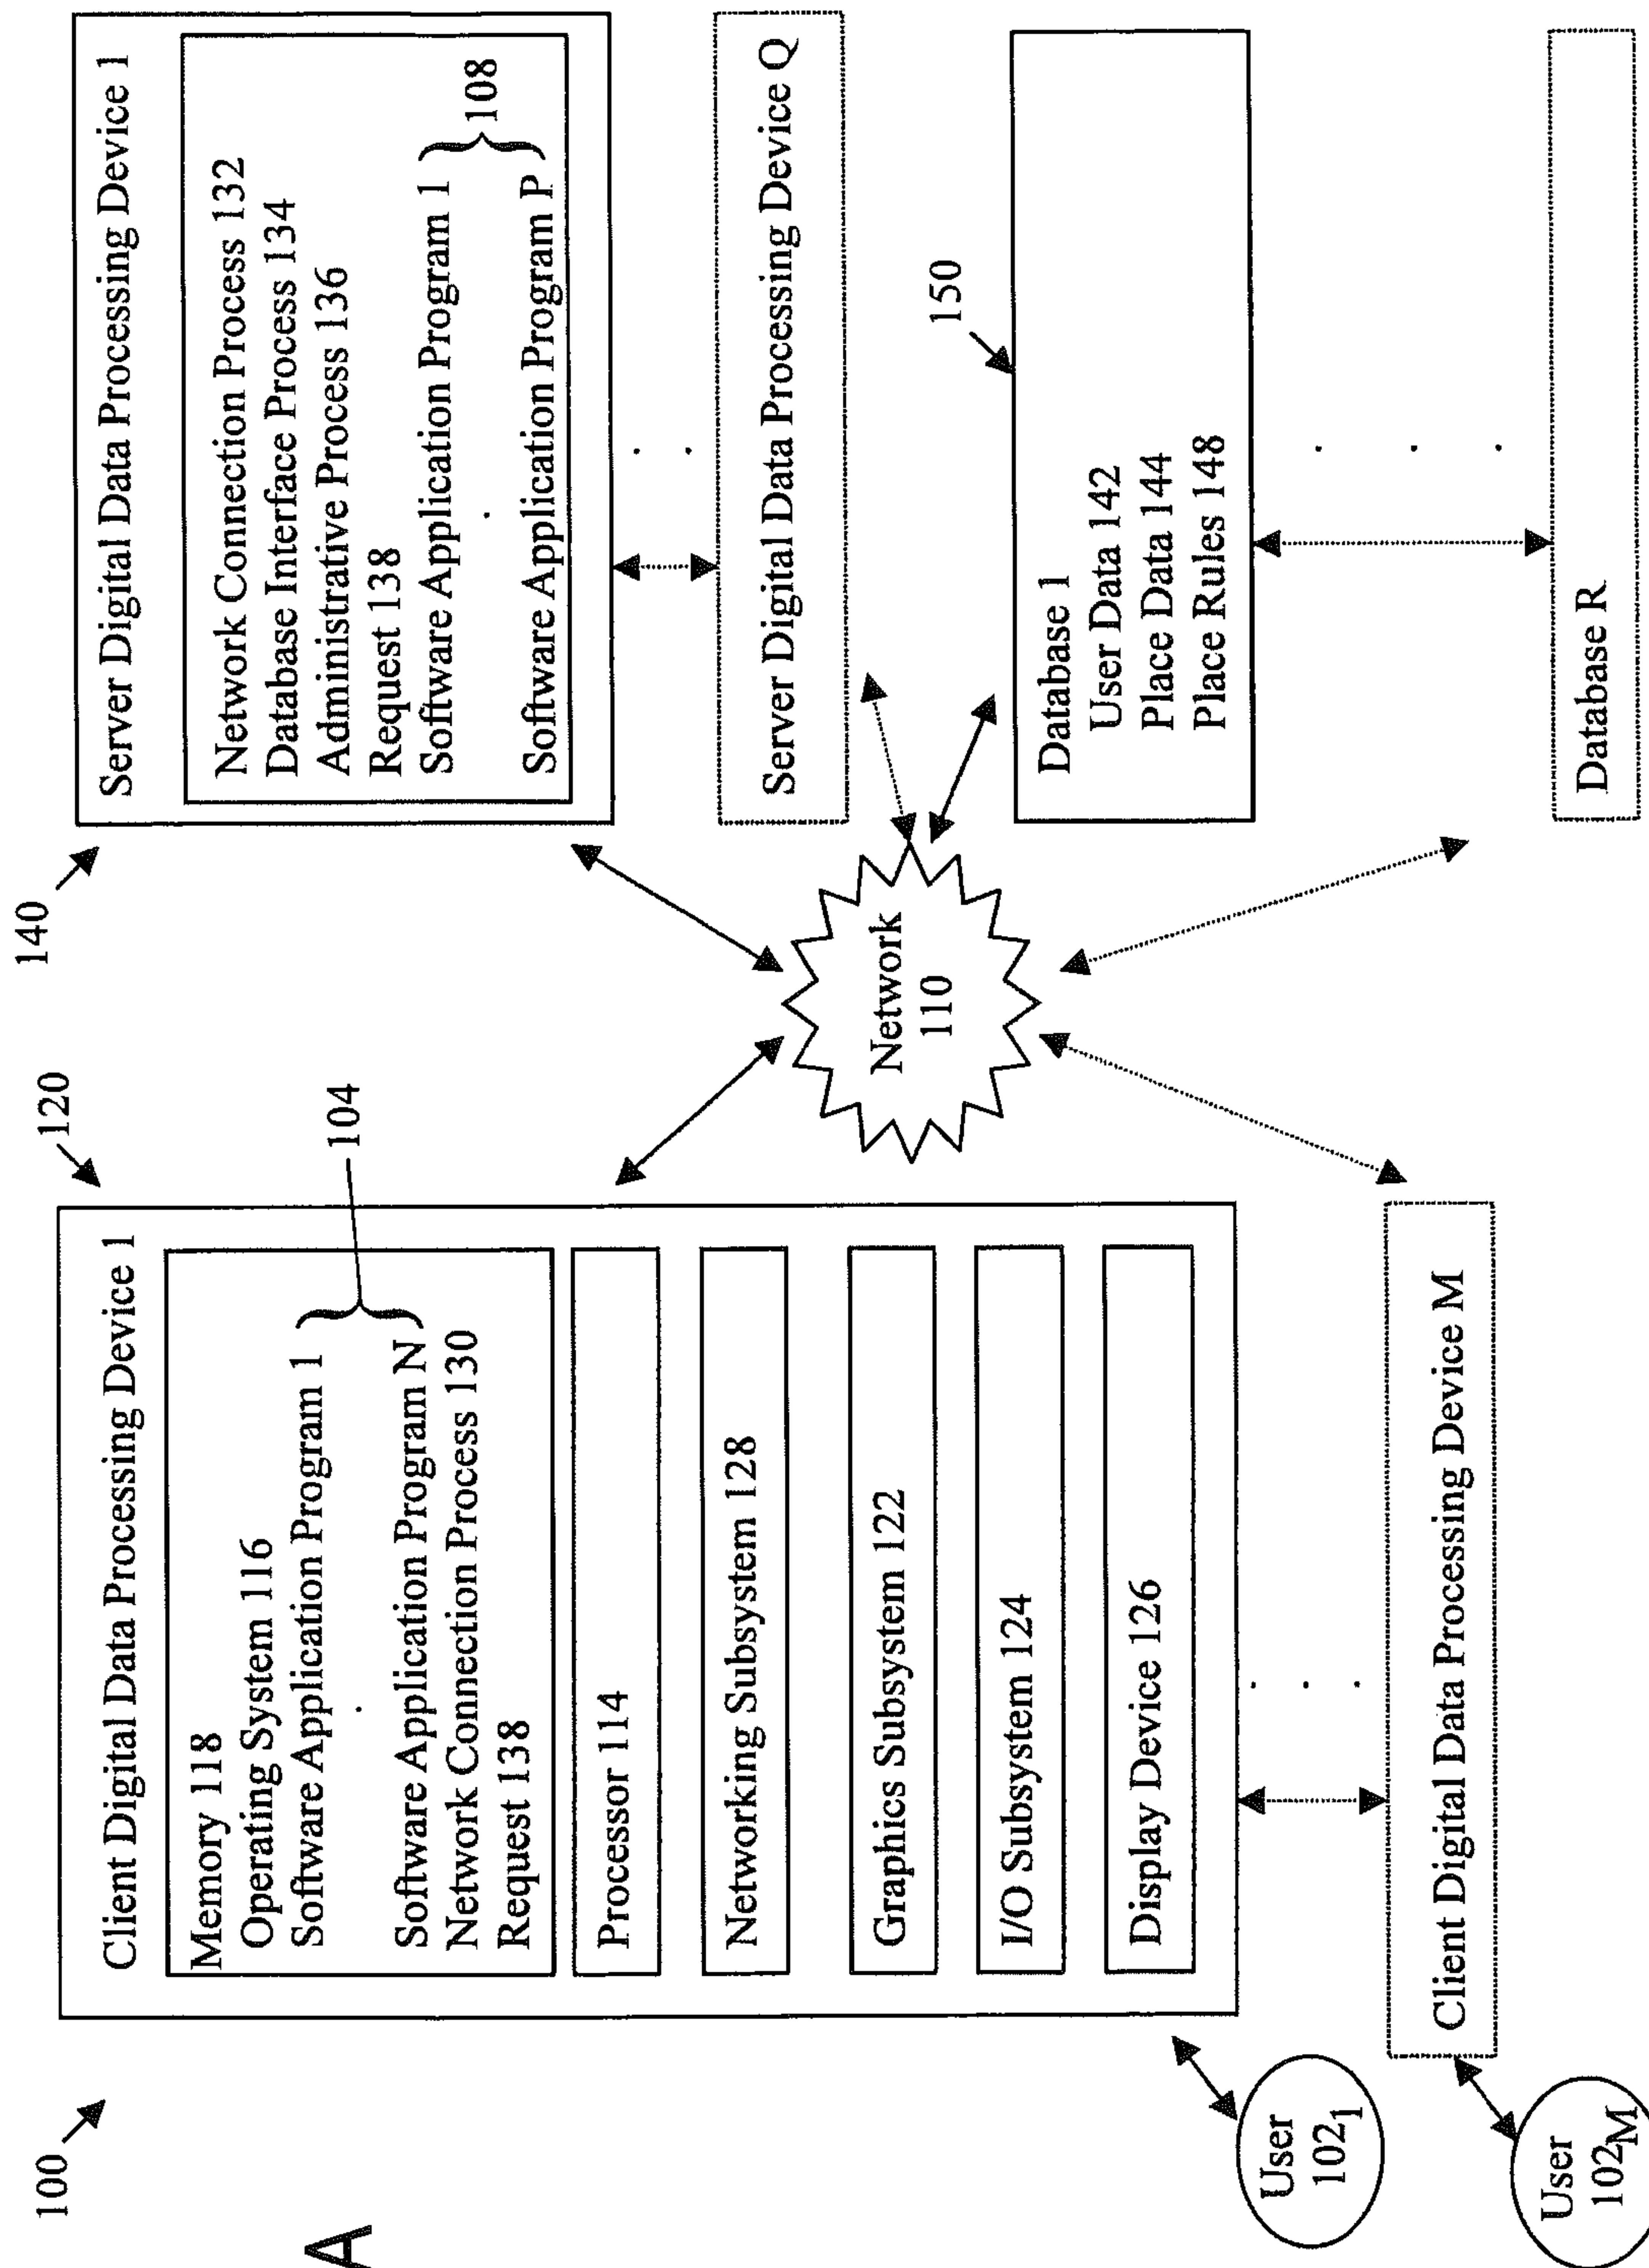 100
120
140
Client Digital Data Processing Device 1
Memory 118
Operating System 116
Software Application Program 1
.
Software Application Program N
104
Network Connection Process 130
Request 138
Processor 114
Networking Subsystem 128
Graphics Subsystem 122
I/O Subsystem 124
Display Device 126
. . .
Client Digital Data Processing Device M
User
102₁
User
102M
Network
110
Server Digital Data Processing Device 1
Network Connection Process 132
Database Interface Process 134
Administrative Process 136
Request 138
Software Application Program 1
.
Software Application Program P
108
. .
Server Digital Data Processing Device Q
150
Database 1
User Data 142
Place Data 144
Place Rules 148
. . .
Database R
A